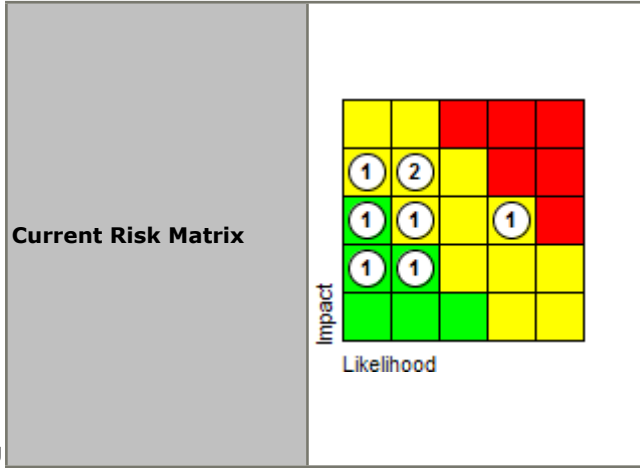 Current Risk Matrix
1 2
1 1 1
1 1
Impact
Likelihood